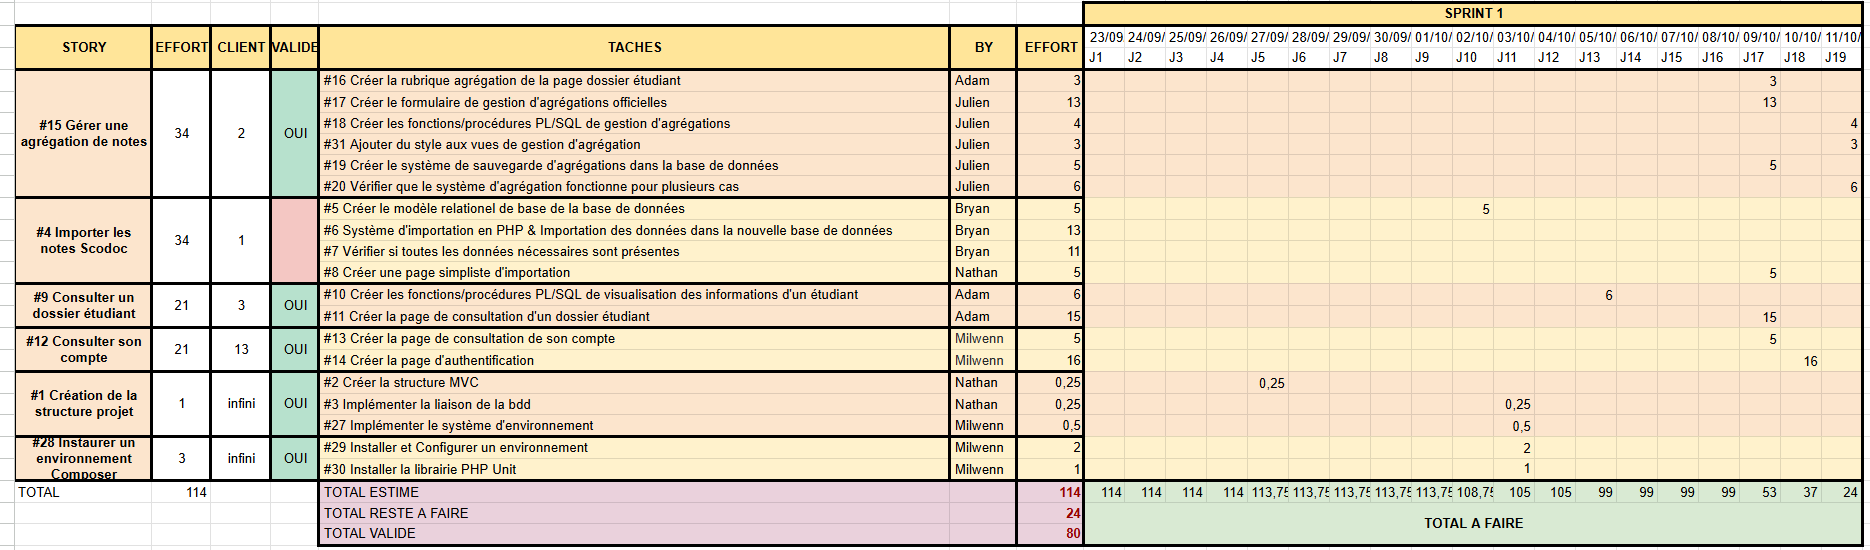 SPRINT 1
STORY EFFORT CLIENT VALIDE TACHES BY EFFORT 23/09/ 24/09/ 25/09/ 26/09/ 27/09/ 28/09/ 29/09/ 30/09/ 01/10/ 02/10/ 03/10/ 04/10/ 05/10/ 06/10/ 07/10/ 08/10/ 09/10/ 10/10/ 11/10/
J1 J2 J3 J4 J5 J6 J7 J8 J9 J10 J11 J12 J13 J14 J15 J16 J17 J18 J19
#15 Gérer une
agrégation de notes
34 2 OUI
#16 Créer la rubrique agrégation de la page dossier étudiant Adam 3 3
#17 Créer le formulaire de gestion d'agrégations officielles Julien 13 13
#18 Créer les fonctions/procédures PL/SQL de gestion d'agrégations Julien 4 4
#31 Ajouter du style aux vues de gestion d'agrégation Julien 3 3
#19 Créer le système de sauvegarde d'agrégations dans la base de données Julien 5 5
#20 Vérifier que le système d'agrégation fonctionne pour plusieurs cas Julien 6 6
#4 Importer les
notes Scodoc
34 1
#5 Créer le modèle relationel de base de la base de données Bryan 5 5
#6 Système d'importation en PHP & Importation des données dans la nouvelle base de données Bryan 13
#7 Vérifier si toutes les données nécessaires sont présentes Bryan 11
#8 Créer une page simpliste d'importation Nathan 5 5
#9 Consulter un
dossier étudiant
21 3 OUI
#10 Créer les fonctions/procédures PL/SQL de visualisation des informations d'un étudiant Adam 6 6
#11 Créer la page de consultation d'un dossier étudiant Adam 15 15
#12 Consulter son
compte
21 13 OUI
#13 Créer la page de consultation de son compte Milwenn 5 5
#14 Créer la page d'authentification Milwenn 16 16
#1 Création de la
structure projet
1 infini OUI
#2 Créer la structure MVC Nathan 0,25 0,25
#3 Implémenter la liaison de la bdd Nathan 0,25 0,25
#27 Implémenter le système d'environnement Milwenn 0,5 0,5
#28 Instaurer un
environnement
Composer
3 infini OUI
#29 Installer et Configurer un environnement Milwenn 2 2
#30 Installer la librairie PHP Unit Milwenn 1 1
TOTAL 114 TOTAL ESTIME 114 114 114 114 114 113,75 113,75 113,75 113,75 113,75 108,75 105 105 99 99 99 99 53 37 24
TOTAL RESTE A FAIRE 24
TOTAL VALIDE 80
TOTAL A FAIRE